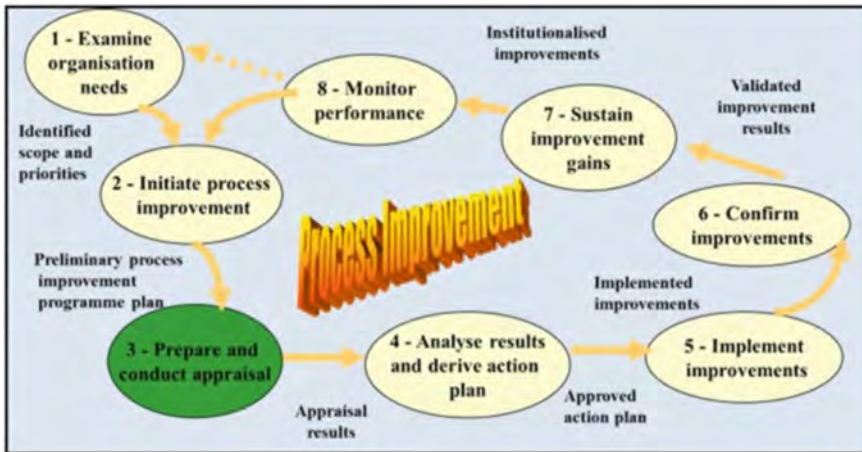 1 - Examine
organisation
needs
Institutionalised
improvements
8 - Monitor
performance
7 - Sustain
improvement
gains
Validated
improvement
results
Identified
scope and
priorities
2 - Initiate process
improvement
6 - Confirm
improvements
Process Improvement
Preliminary process
improvement
programme plan
Implemented
improvements
3 - Prepare and
conduct appraisal
4 - Analyse results
and derive action
plan
5 - Implement
improvements
Appraisal
results
Approved
action plan